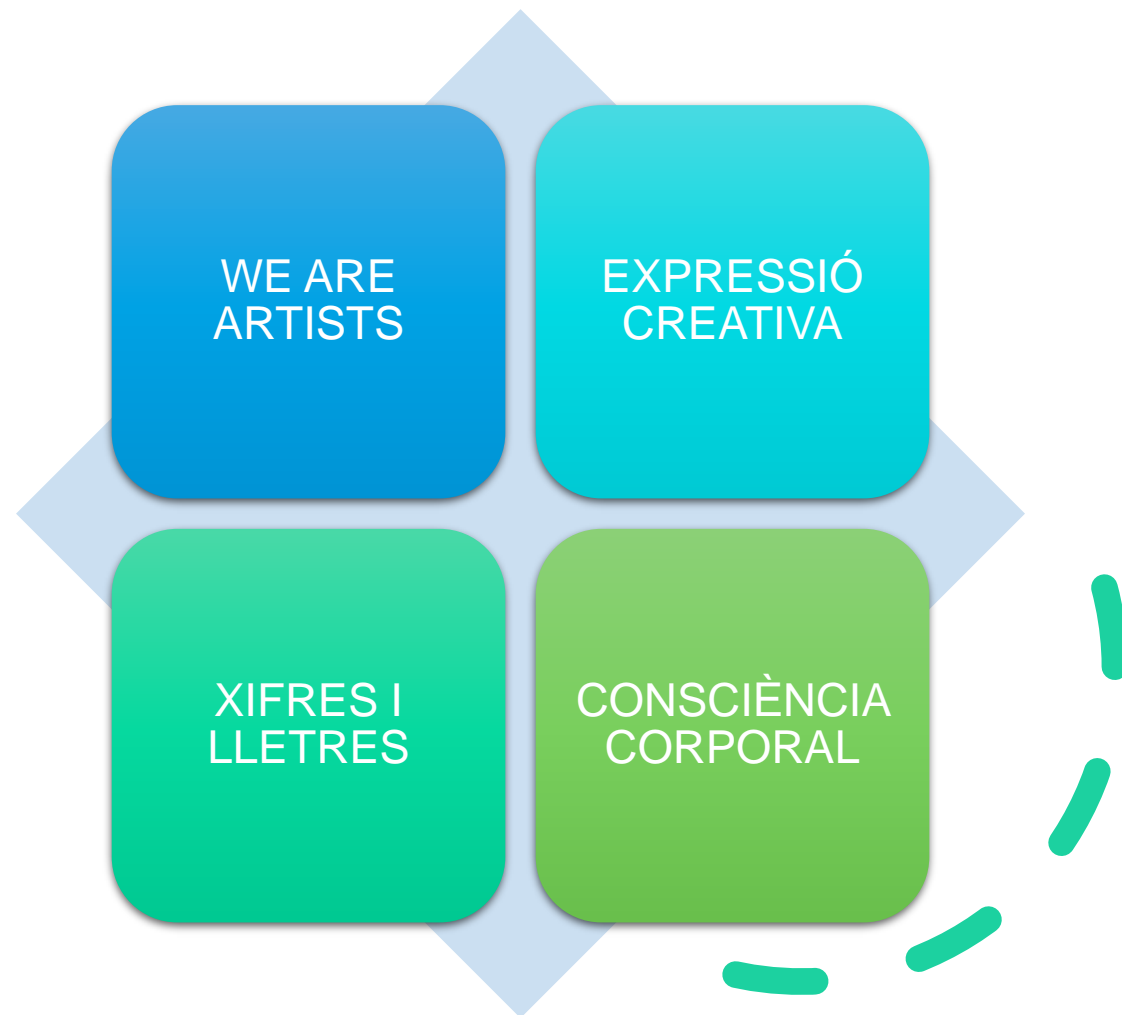 WE ARE
ARTISTS
EXPRESSIÓ
CREATIVA
XIFRES I
LLETRES
CONSCIÈNCIA
CORPORAL